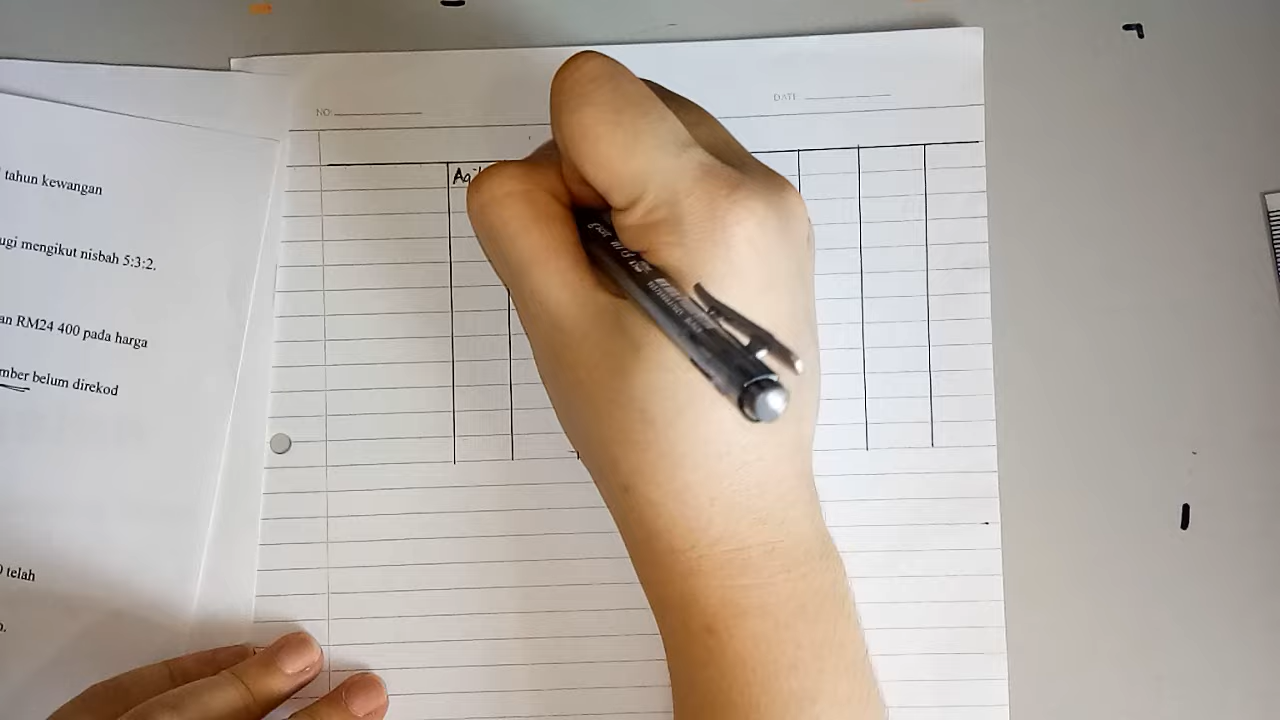 tahun kewangan
ugi mengikut nisbah 5:3:2.
an RM24 400 pada harga
mber belum direkod
telah
NO:
DATE